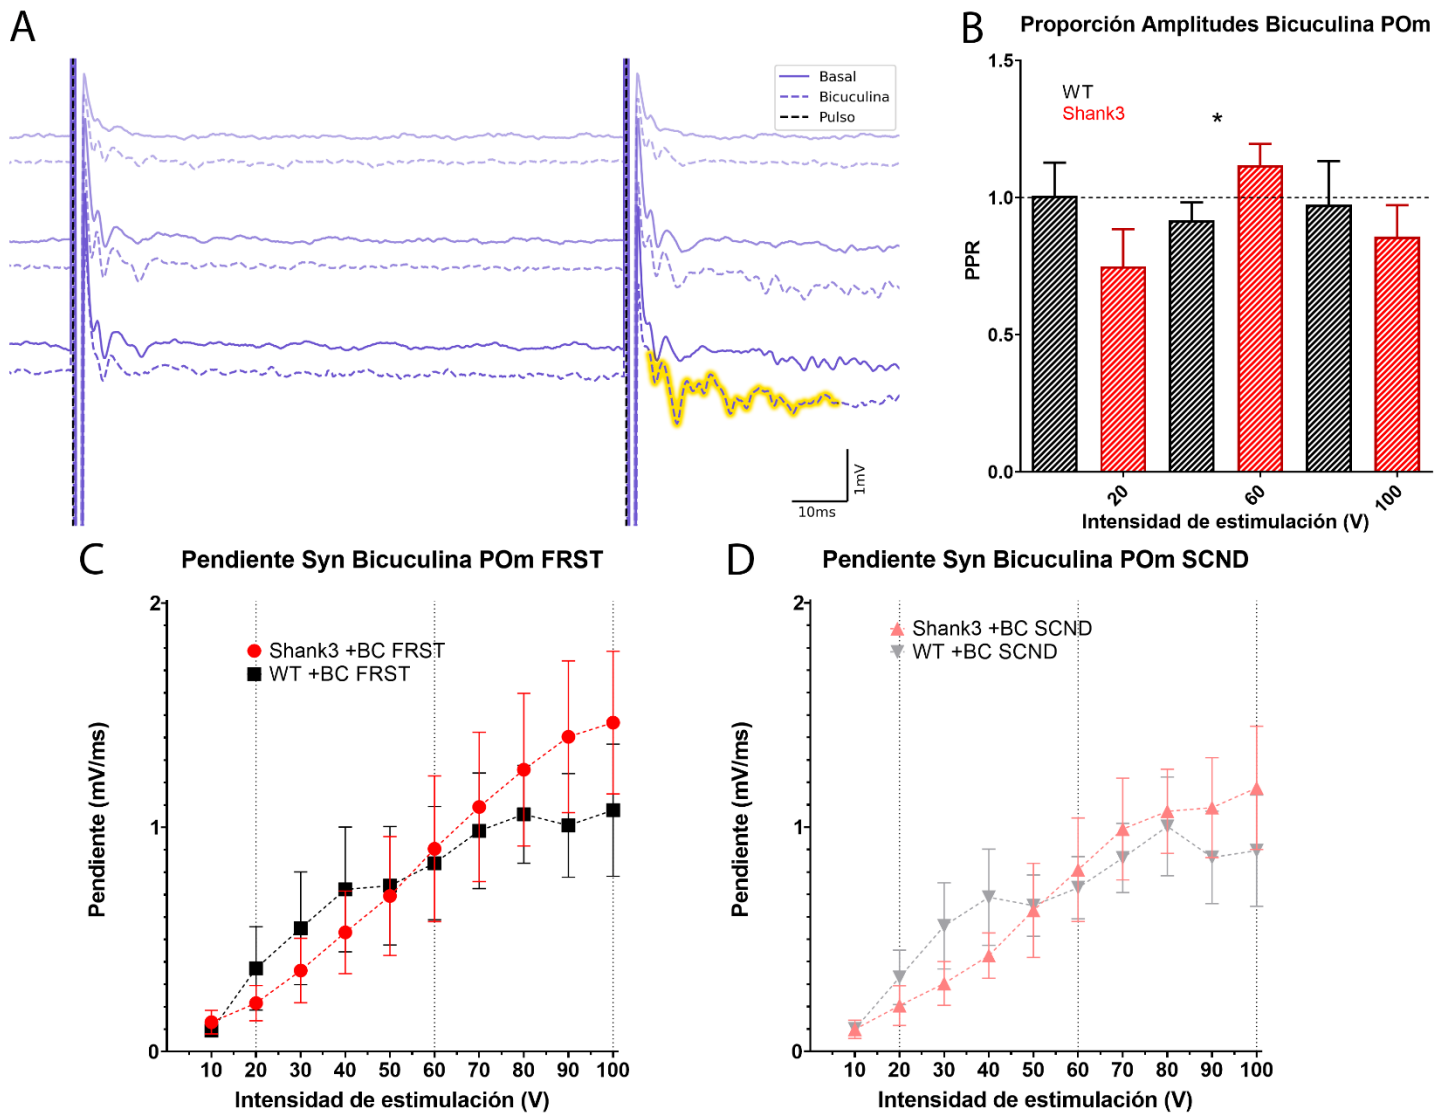 A
Basal
Bicuculina
Pulso
1mV
10ms
B
Proporción Amplitudes Bicuculina POm
1.5
WT
Shank3
*
1.0
PPR
0.5
0.0
20
60
100
Intensidad de estimulación (V)
C
Pendiente Syn Bicuculina POm FRST
2
Shank3 +BC FRST
WT +BC FRST
Pendiente (mV/ms)
1
0
10 20 30 40 50 60 70 80 90 100
Intensidad de estimulación (V)
D
Pendiente Syn Bicuculina POm SCND
2
Shank3 +BC SCND
WT +BC SCND
Pendiente (mV/ms)
1
0
10 20 30 40 50 60 70 80 90 100
Intensidad de estimulación (V)